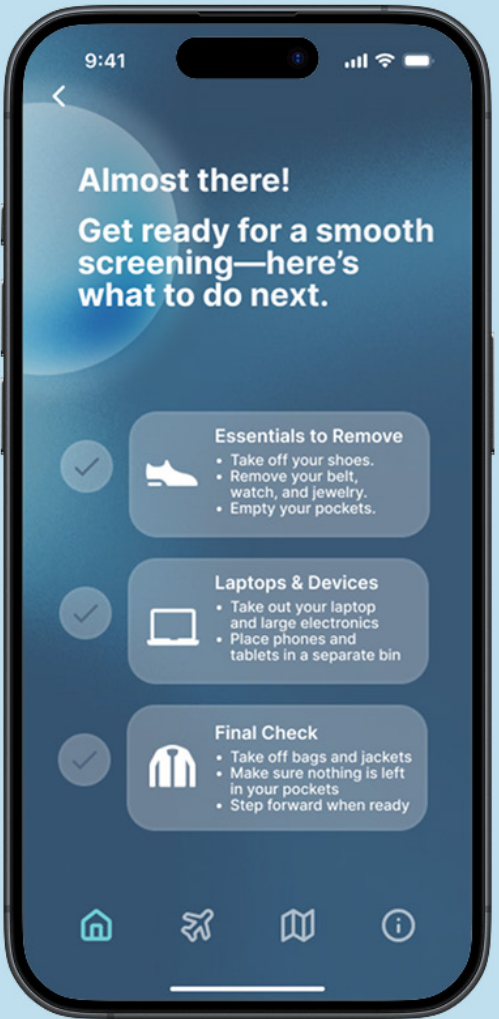 9:41
Almost there!
Get ready for a smooth
screening—here’s
what to do next.
Essentials to Remove
• Take off your shoes.
• Remove your belt,
watch, and jewelry.
• Empty your pockets.
Laptops & Devices
• Take out your laptop
and large electronics
• Place phones and
tablets in a separate bin
Final Check
• Take off bags and jackets
• Make sure nothing is left
in your pockets
• Step forward when ready